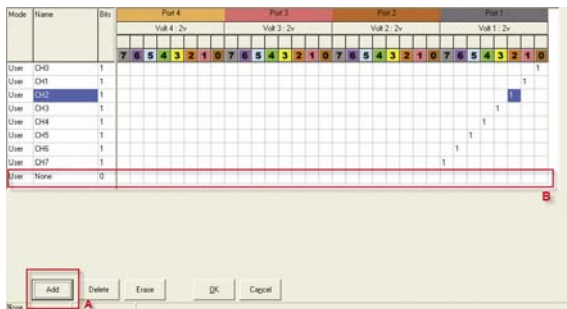 Mode Name Bits Port 4 Port 3 Port 2 Port 1
Volt 4 : 2v Volt 3 : 2v Volt 2 : 2v Volt 1 : 2v
7 6 5 4 3 2 1 0 7 6 5 4 3 2 1 0 7 6 5 4 3 2 1 0 7 6 5 4 3 2 1 0
User CH0 1 1
User CH1 1 1
User CH2 1 1
User CH3 1 1
User CH4 1 1
User CH5 1 1
User CH6 1 1
User CH7 1 1
User None 0
B
Add Delete Erase OK Cancel
A
None